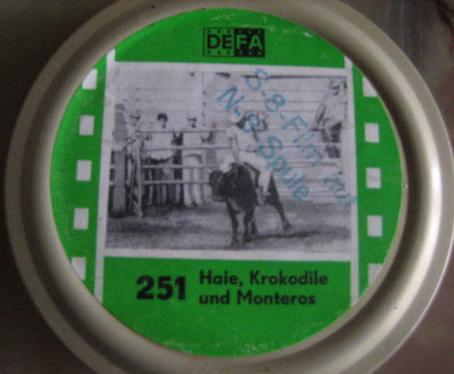 DEFA
S-8-Film auf
N-8-Spule
251 Haie, Krokodile
und Monteros